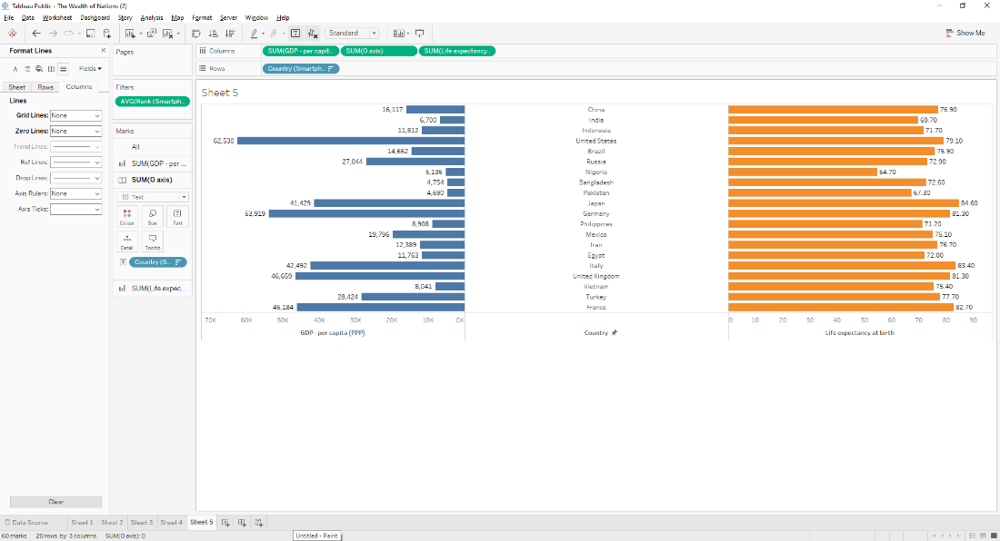 Tableau Public - The Wealth of Nations (2)
File Data Worksheet Dashboard Story Analysis Map Format Server Window Help
Standard
Show Me
Format Lines
Fields
Sheet Rows Columns
Lines
Grid Lines: None
Zero Lines: None
Trend Lines:
Ref Lines:
Drop Lines:
Axis Rulers: None
Axis Ticks:
Clear
Pages
Filters
AVG(Rank (Smartph..
Marks
All
SUM(GDP - per ...
SUM(O axis)
Text
Colour Size Text
Detail Tooltip
Country (S..
SUM(Life expec...
Columns SUM(GDP - per capit.. SUM(O axis) SUM(Life expectancy..
Rows Country (Smartph..
Sheet 5
16,117 China 76.90
6,700 India 69.70
11,812 Indonesia 71.70
62,530 United States 79.10
14,652 Brazil 75.90
27,044 Russia 72.90
5,136 Nigeria 54.70
4,754 Bangladesh 72.60
4,690 Pakistan 67.30
41,429 Japan 84.60
53,919 Germany 81.30
8,908 Philippines 71.20
19,796 Mexico 75.10
12,389 Iran 76.70
11,763 Egypt 72.00
42,492 Italy 83.40
46,659 United Kingdom 81.30
8,041 Vietnam 75.40
28,424 Turkey 77.70
46,184 France 82.70
70K 60K 50K 40K 30K 20K 10K 0K 0 10 20 30 40 50 60 70 80 90
GDP - per capita (PPP) Country Life expectancy at birth
Data Source Sheet 1 Sheet 2 Sheet 3 Sheet 4 Sheet 5
60 marks 20 rows by 3 columns SUM(O axis): 0
Untitled - Paint